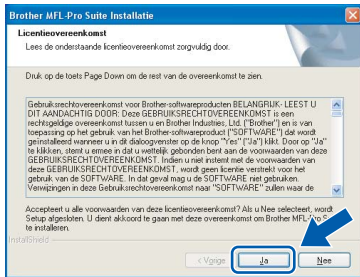 Brother MFL-Pro Suite Installatie
Licentieovereenkomst
Lees de onderstaande licentieovereenkomst zorgvuldig door.
Druk op de toets Page Down om de rest van de overeenkomst te zien.
Gebruiksrechtovereenkomst voor Brother-softwareproducten BELANGRIJK- LEEST U
DIT AANDACHTIG DOOR: Deze GEBRUIKSRECHTOVEREENKOMST is een
rechtsgeldige overeenkomst tussen u en Brother Industries, Ltd. ("Brother") en is van
toepassing op het gebruik van het Brother-softwareproduct ("SOFTWARE") dat wordt
geïnstalleerd wanneer u in dit dialoogvenster op de knop "Yes" ("Ja") klikt. Door op "Ja"
te klikken, stemt u ermee in dat u wettelijk gebonden bent aan de voorwaarden van deze
GEBRUIKSRECHTOVEREENKOMST. Indien u niet instemt met de voorwaarden van
deze GEBRUIKSRECHTOVEREENKOMST, wordt geen licentie verstrekt voor het
gebruik van de SOFTWARE. In dat geval mag u de SOFTWARE niet gebruiken.
Verwijzingen in deze Gebruiksrechtovereenkomst naar "SOFTWARE" zullen waar de
Accepteert u alle voorwaarden van deze licentieovereenkomst? Als u Nee selecteert, wordt
Setup afgesloten. U dient akkoord te gaan met deze overeenkomst om Brother MFL-Pro S
te installeren.
InstallShield
< Vorige
Ja
Nee